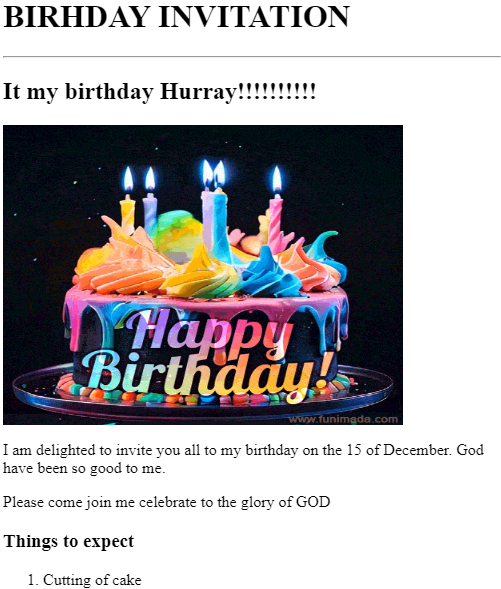 BIRHDAY INVITATION
It my birthday Hurray!!!!!!!!!!
Happy
Birthday!
www.funimada.com
I am delighted to invite you all to my birthday on the 15 of December. God
have been so good to me.
Please come join me celebrate to the glory of GOD
Things to expect
1. Cutting of cake